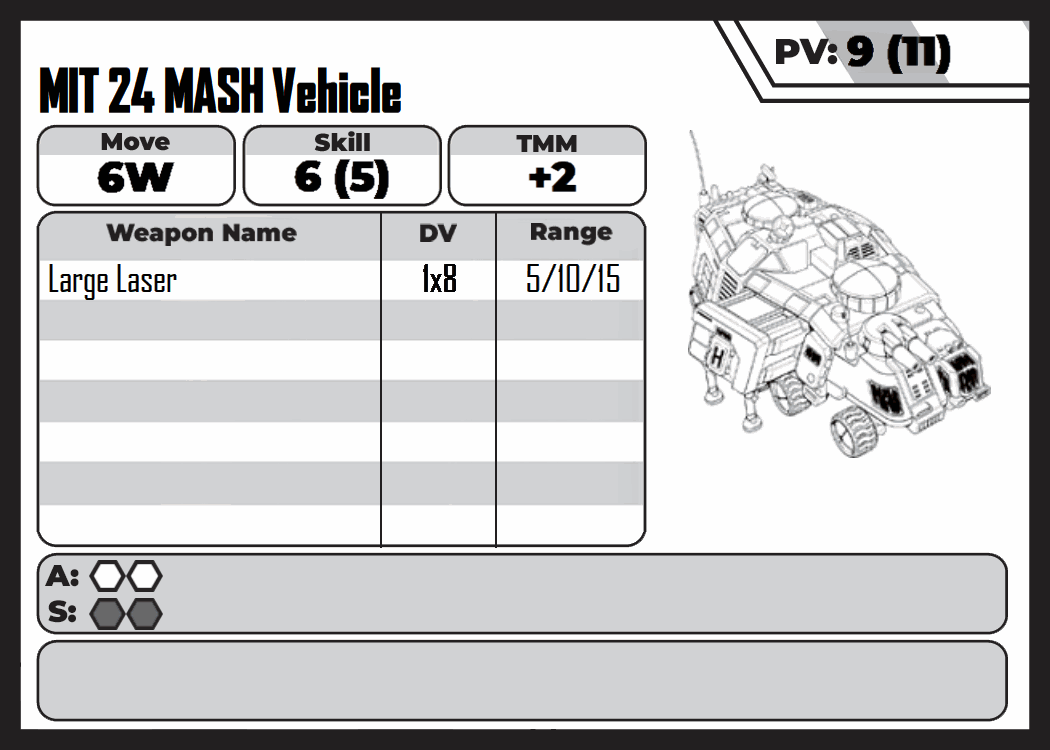 PV: 9 (11)
MIT 24 MASH Vehicle
Move Skill TMM
6W 6 (5) +2
Weapon Name DV Range
Large Laser 1x8 5/10/15
H
A:
S: